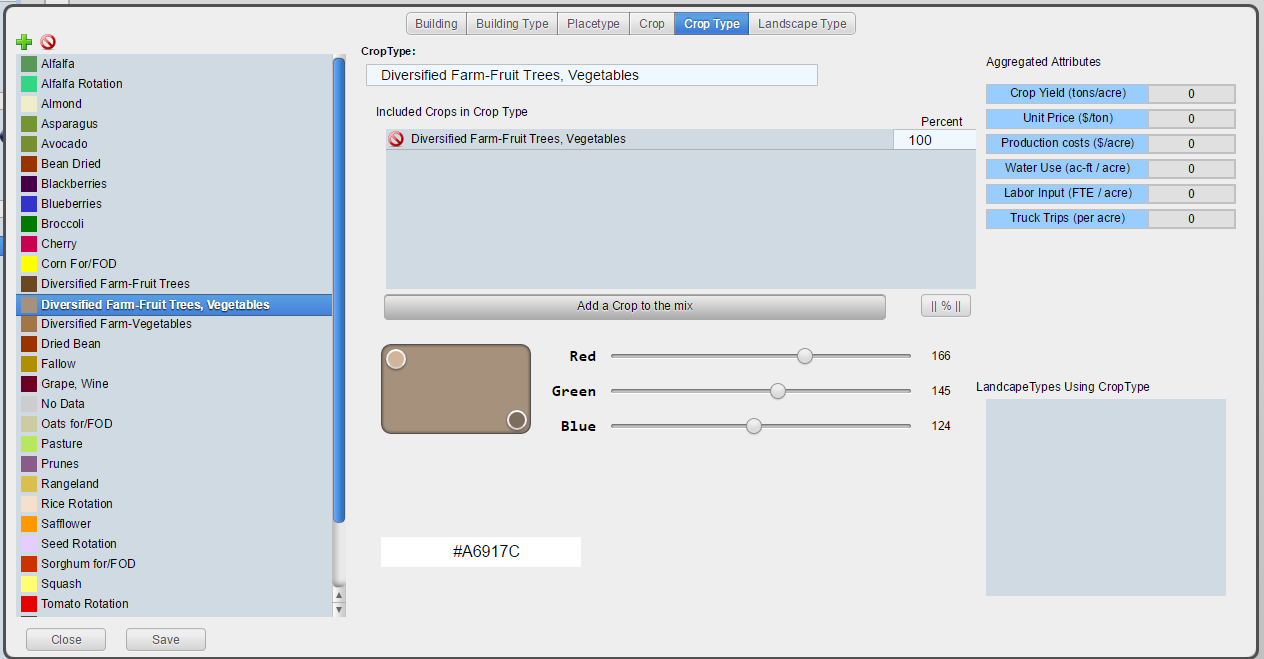 Building Building Type Placetype Crop Crop Type Landscape Type
CropType:
Diversified Farm-Fruit Trees, Vegetables
Included Crops in Crop Type
Percent
Diversified Farm-Fruit Trees, Vegetables 100
Add a Crop to the mix || % ||
Red 166
Green 145
Blue 124
#A6917C
Aggregated Attributes
Crop Yield (tons/acre) 0
Unit Price ($/ton) 0
Production costs ($/acre) 0
Water Use (ac-ft / acre) 0
Labor Input (FTE / acre) 0
Truck Trips (per acre) 0
LandcapeTypes Using CropType
Alfalfa
Alfalfa Rotation
Almond
Asparagus
Avocado
Bean Dried
Blackberries
Blueberries
Broccoli
Cherry
Corn For/FOD
Diversified Farm-Fruit Trees
Diversified Farm-Fruit Trees, Vegetables
Diversified Farm-Vegetables
Dried Bean
Fallow
Grape, Wine
No Data
Oats for/FOD
Pasture
Prunes
Rangeland
Rice Rotation
Safflower
Seed Rotation
Sorghum for/FOD
Squash
Tomato Rotation
Close Save